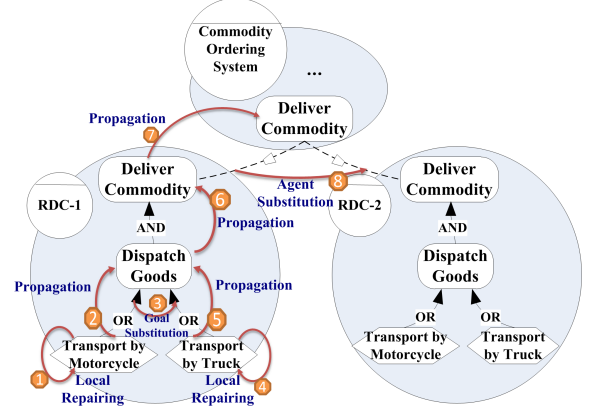 Commodity
Ordering
System
...
Deliver
Commodity
Propagation
7
Deliver
Commodity
RDC-1
6
Propagation
AND
Agent
Substitution
8
RDC-2
Deliver
Commodity
AND
Dispatch
Goods
Dispatch
Goods
Propagation
Propagation
2
OR
3
Goal
Substitution
OR
5
Transport by
Motorcycle
Transport
by Truck
1
Local
Repairing
Local
Repairing
4
OR
OR
Transport by
Motorcycle
Transport
by Truck